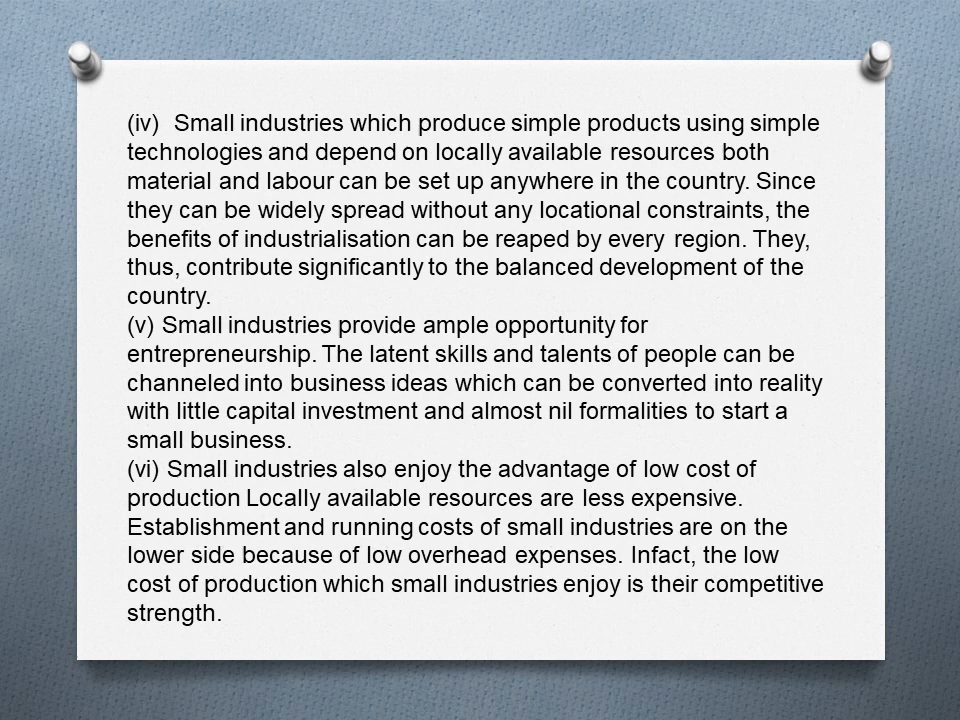 (iv)  Small industries which produce simple products using simple
technologies and depend on locally available resources both
material and labour can be set up anywhere in the country. Since
they can be widely spread without any locational constraints, the
benefits of industrialisation can be reaped by every region. They,
thus, contribute significantly to the balanced development of the
country.
(v) Small industries provide ample opportunity for
entrepreneurship. The latent skills and talents of people can be
channeled into business ideas which can be converted into reality
with little capital investment and almost nil formalities to start a
small business.
(vi) Small industries also enjoy the advantage of low cost of
production Locally available resources are less expensive.
Establishment and running costs of small industries are on the
lower side because of low overhead expenses. Infact, the low
cost of production which small industries enjoy is their competitive
strength.